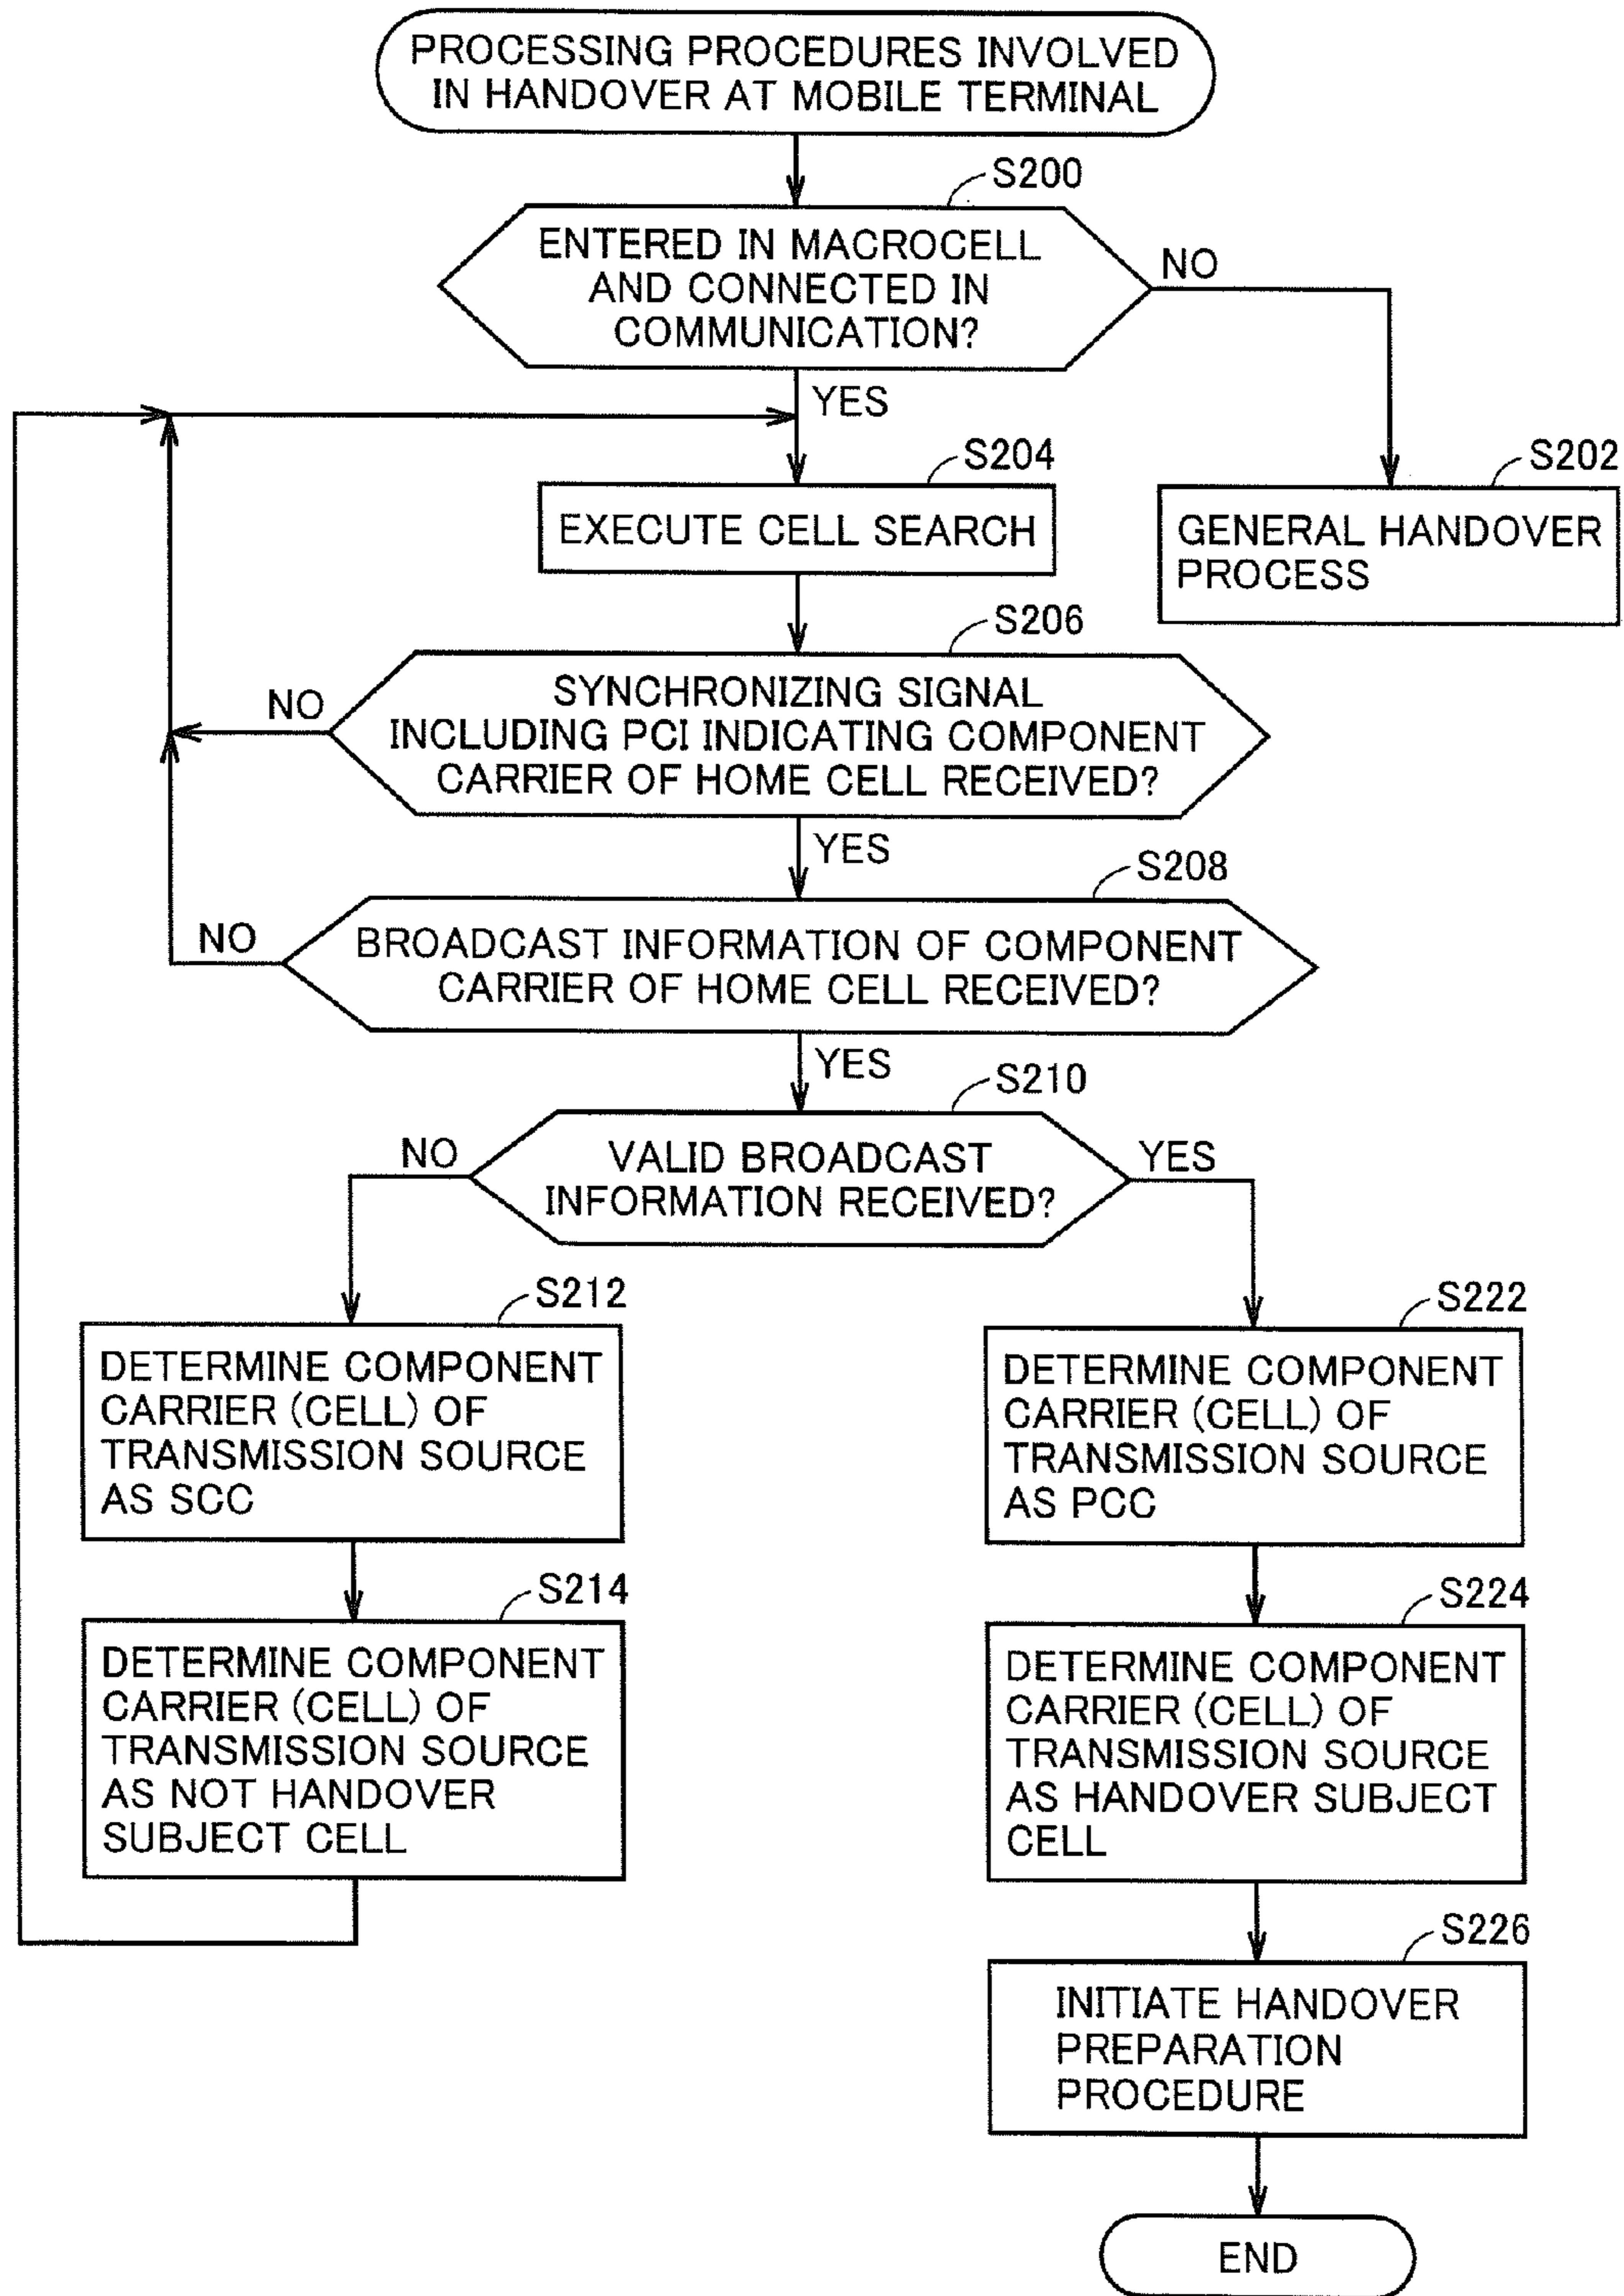 PROCESSING PROCEDURES INVOLVED
IN HANDOVER AT MOBILE TERMINAL
S200
ENTERED IN MACROCELL
AND CONNECTED IN
COMMUNICATION?
NO
YES
S204
EXECUTE CELL SEARCH
S202
GENERAL HANDOVER
PROCESS
S206
SYNCHRONIZING SIGNAL
INCLUDING PCI INDICATING COMPONENT
CARRIER OF HOME CELL RECEIVED?
NO
YES
S208
BROADCAST INFORMATION OF COMPONENT
CARRIER OF HOME CELL RECEIVED?
NO
YES
S210
VALID BROADCAST
INFORMATION RECEIVED?
NO
YES
S212
DETERMINE COMPONENT
CARRIER (CELL) OF
TRANSMISSION SOURCE
AS SCC
S214
DETERMINE COMPONENT
CARRIER (CELL) OF
TRANSMISSION SOURCE
AS NOT HANDOVER
SUBJECT CELL
S222
DETERMINE COMPONENT
CARRIER (CELL) OF
TRANSMISSION SOURCE
AS PCC
S224
DETERMINE COMPONENT
CARRIER (CELL) OF
TRANSMISSION SOURCE
AS HANDOVER SUBJECT
CELL
S226
INITIATE HANDOVER
PREPARATION
PROCEDURE
END